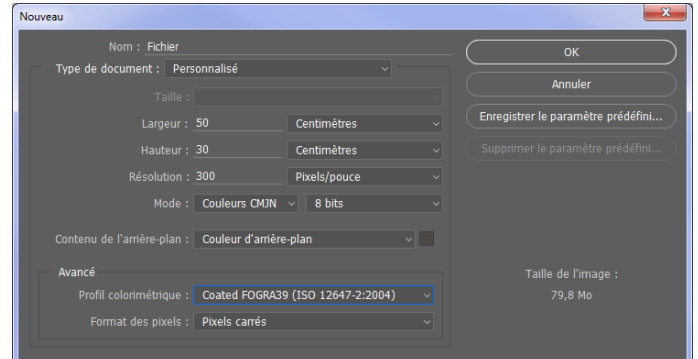 Nouveau
Nom : Fichier
OK
Type de document : Personnalisé
Annuler
Taille :
Largeur : 50 Centimètres
Enregistrer le paramètre prédéfini...
Hauteur : 30 Centimètres
Supprimer le paramètre prédéfini...
Résolution : 300 Pixels/pouce
Mode : Couleurs CMJN 8 bits
Contenu de l'arrière-plan : Couleur d'arrière-plan
Avancé
Taille de l'image :
Profil colorimétrique : Coated FOGRA39 (ISO 12647-2:2004)
79,8 Mo
Format des pixels : Pixels carrés